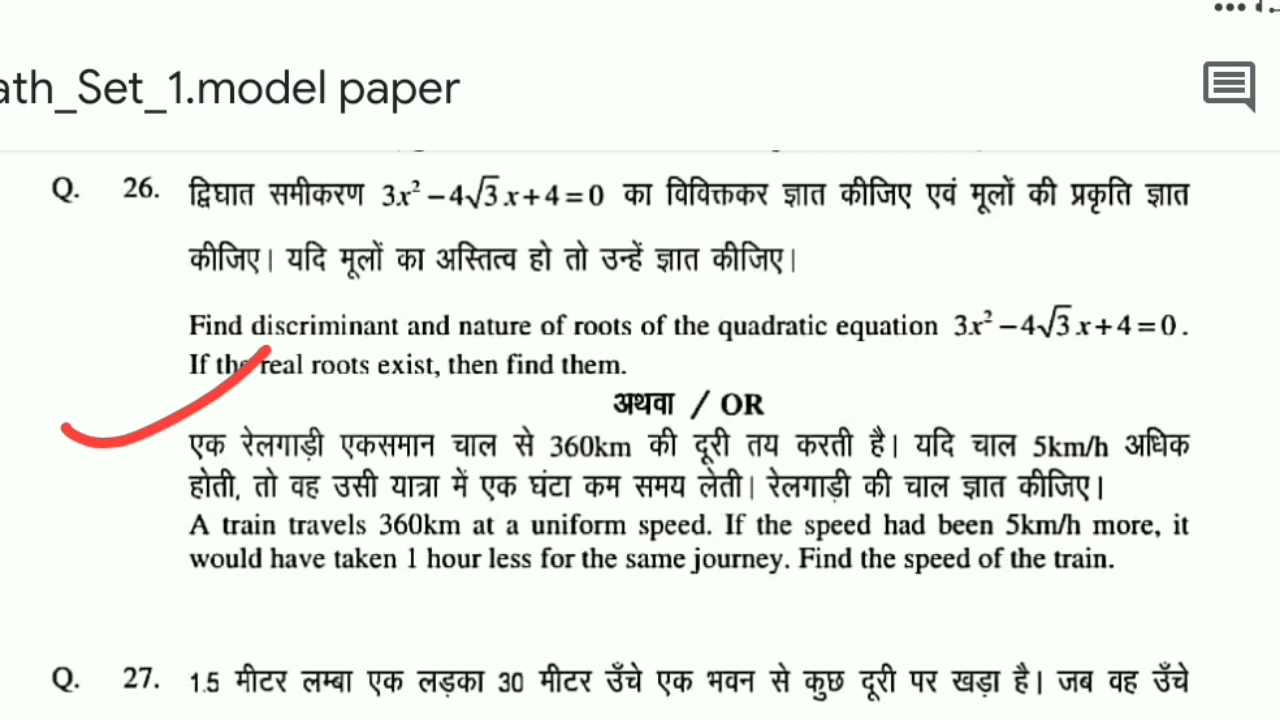 ath_Set_1.model paper
Q. 26. द्विघात समीकरण 3x² – 4√3 x + 4 = 0 का विविक्तकर ज्ञात कीजिए एवं मूलों की प्रकृति ज्ञात
कीजिए। यदि मूलों का अस्तित्व हो तो उन्हें ज्ञात कीजिए।
Find discriminant and nature of roots of the quadratic equation 3x² – 4√3 x + 4 = 0.
If the real roots exist, then find them.
अथवा / OR
एक रेलगाड़ी एकसमान चाल से 360km की दूरी तय करती है। यदि चाल 5km/h अधिक
होती, तो वह उसी यात्रा में एक घंटा कम समय लेती। रेलगाड़ी की चाल ज्ञात कीजिए।
A train travels 360km at a uniform speed. If the speed had been 5km/h more, it
would have taken 1 hour less for the same journey. Find the speed of the train.
Q. 27. 1.5 मीटर लम्बा एक लड़का 30 मीटर उँचे एक भवन से कुछ दूरी पर खड़ा है। जब वह उँचे